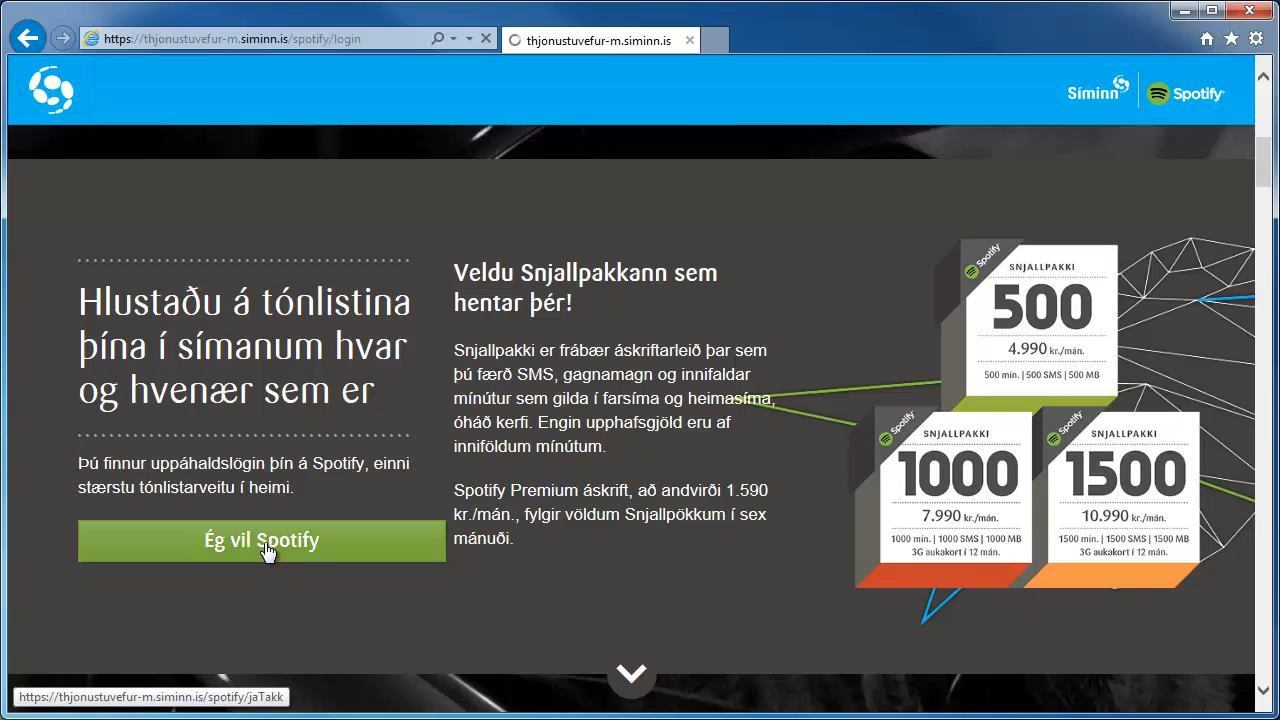 https://thjonustuvefur-m.siminn.is/spotify/login
thjonustuvefur-m.siminn.is
Síminn
Spotify
Hlustaðu á tónlistina
þína í símanum hvar
og hvenær sem er
Þú finnur uppáhaldslögin þín á Spotify, einni
stærstu tónlistarveitu í heimi.
Ég vil Spotify
Veldu Snjallpakkann sem
hentar þér!
Snjallpakki er frábær áskriftarleið þar sem
þú færð SMS, gagnamagn og innifaldar
mínútur sem gilda í farsíma og heimasíma,
óháð kerfi. Engin upphafsgjöld eru af
inniföldum mínútum.
Spotify Premium áskrift, að andvirði 1.590
kr./mán., fylgir völdum Snjallpökkum í sex
mánuði.
Spotify
SNJALLPAKKI
500
4.990 kr./mán.
500 mín. | 500 SMS | 500 MB
Spotify
SNJALLPAKKI
1000
7.990 kr./mán.
1000 mín. | 1000 SMS | 1000 MB
3G aukakort í 12 mán.
Spotify
SNJALLPAKKI
1500
10.990 kr./mán.
1500 mín. | 1500 SMS | 1500 MB
3G aukakort í 12 mán.
https://thjonustuvefur-m.siminn.is/spotify/jaTakk